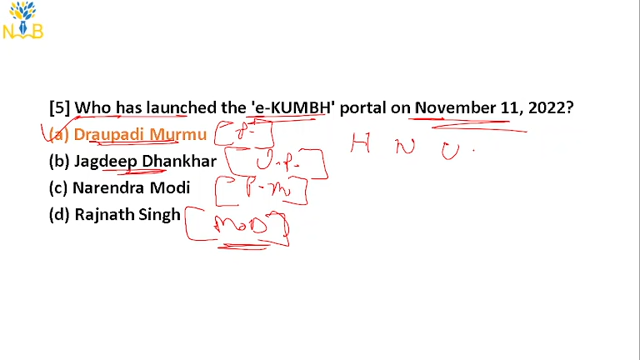 N B
[5] Who has launched the 'e-KUMBH' portal on November 11, 2022?
(a) Draupadi Murmu [P.]
(b) Jagdeep Dhankhar [V.P.]
(c) Narendra Modi [P.M]
(d) Rajnath Singh [MoD]
H N U.